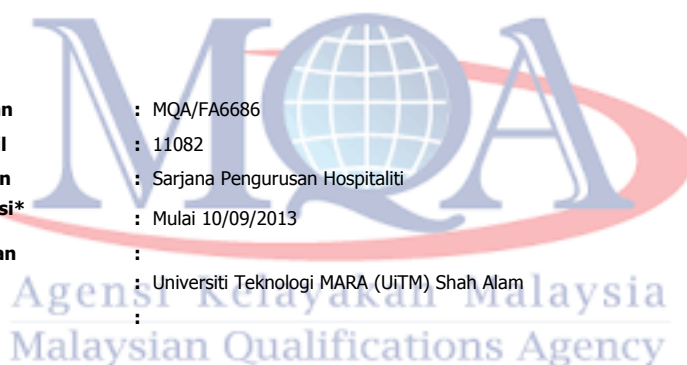 MQA
an : MQA/FA6686
l : 11082
n : Sarjana Pengurusan Hospitaliti
si*
: Mulai 10/09/2013
an :
: Universiti Teknologi MARA (UiTM) Shah Alam
Agensi Kelayakan Malaysia
:
Malaysian Qualifications Agency